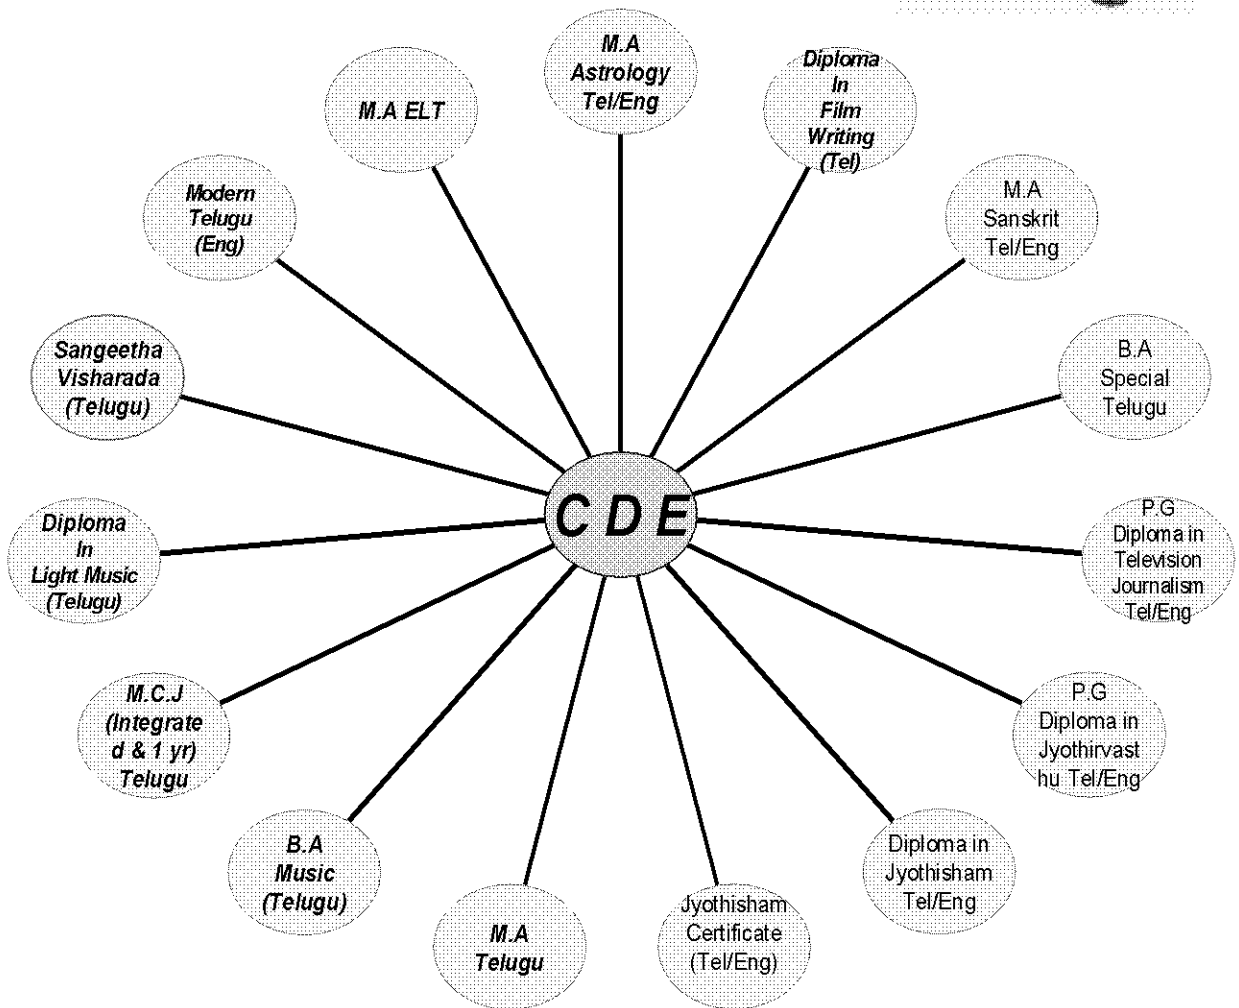 M.A
Astrology
Tel/Eng
Diploma
In
Film
Writing
(Tel)
M.A
Sanskrit
Tel/Eng
B.A
Special
Telugu
P.G
Diploma in
Television
Journalism
Tel/Eng
P.G
Diploma in
Jyothirvast
hu Tel/Eng
Diploma in
Jyothisham
Tel/Eng
Jyothisham
Certificate
(Tel/Eng)
M.A
Telugu
B.A
Music
(Telugu)
M.C.J
(Integrate
d & 1 yr)
Telugu
Diploma
In
Light Music
(Telugu)
Sangeetha
Visharada
(Telugu)
Modern
Telugu
(Eng)
M.A ELT
C D E